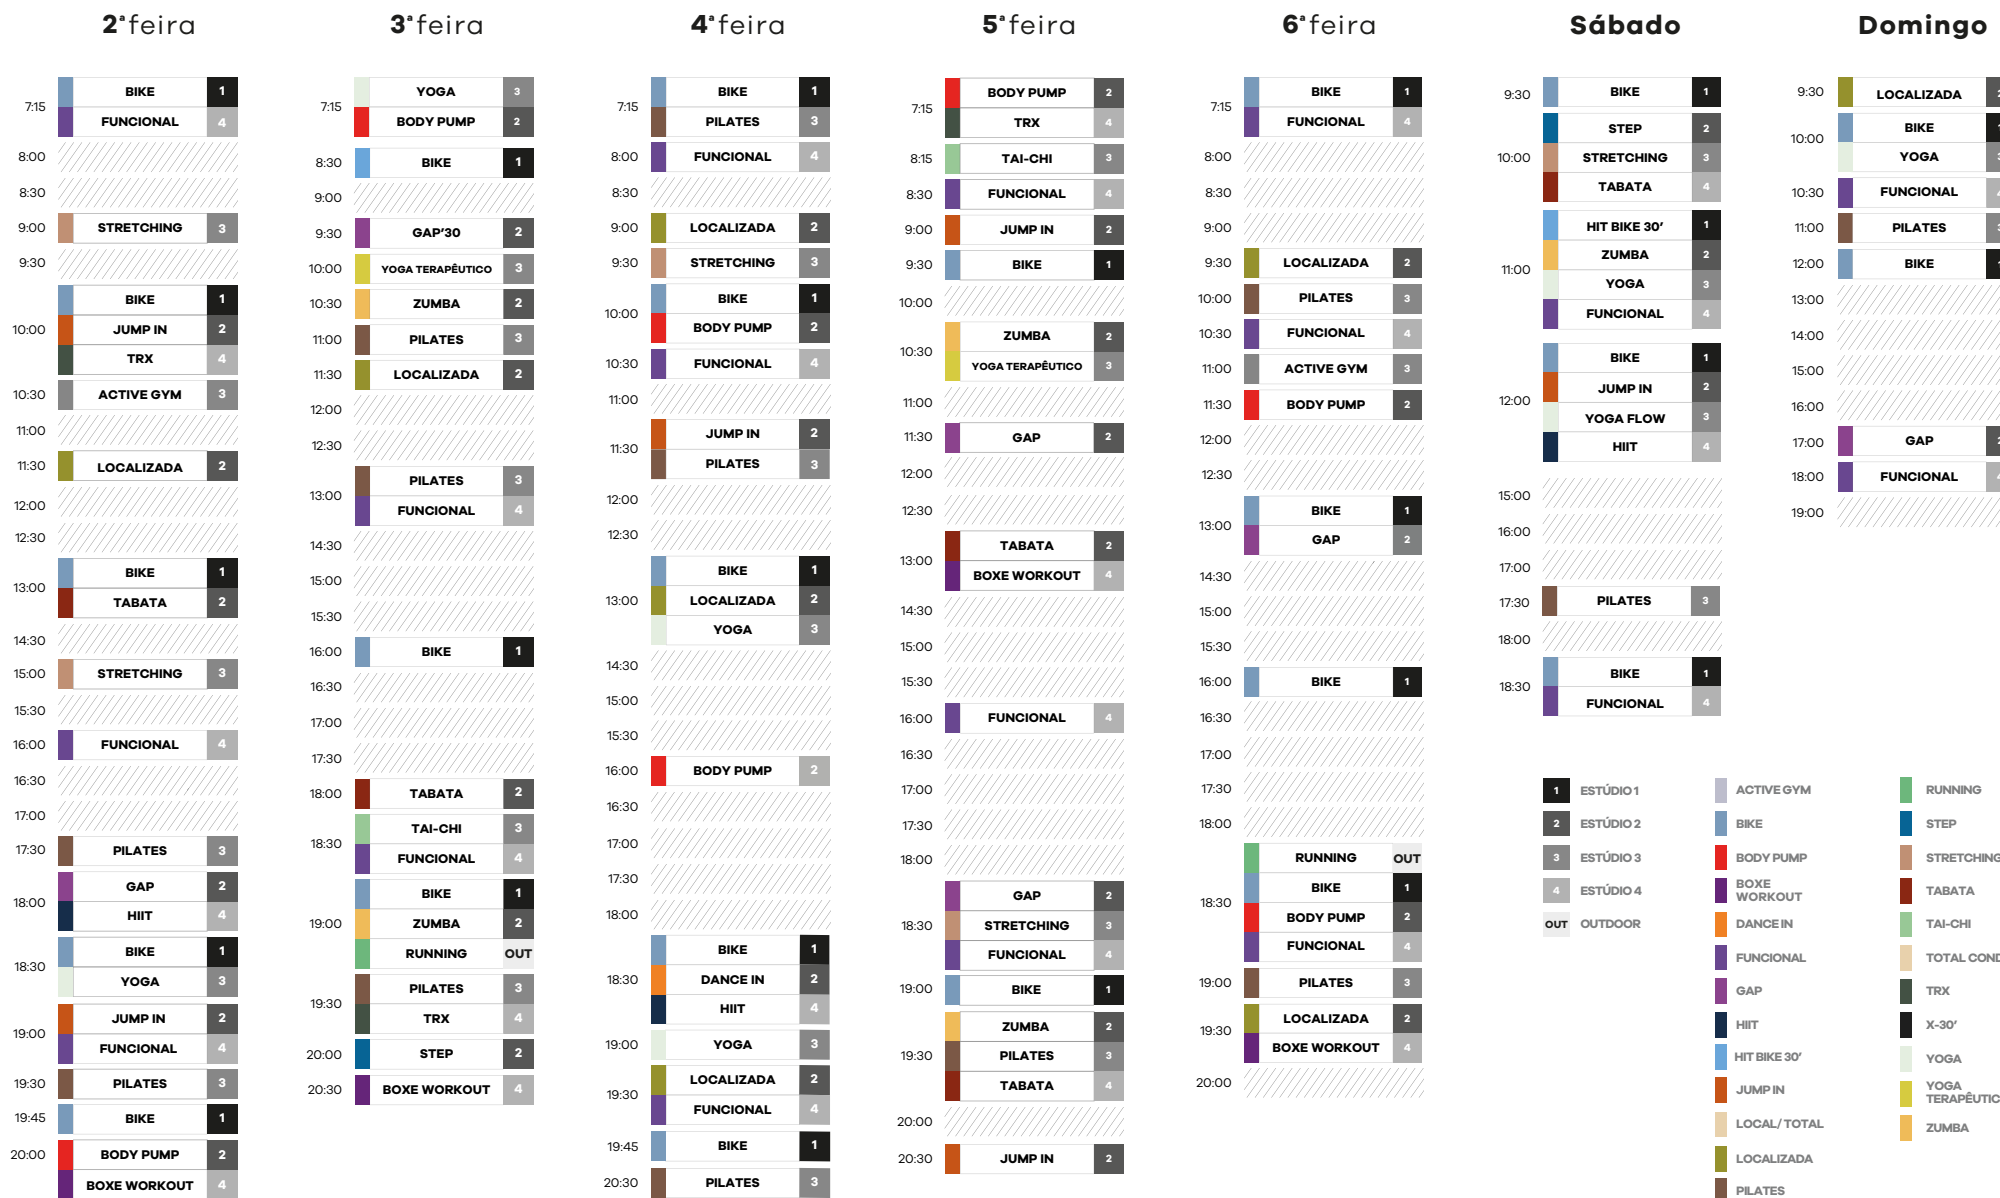 2ª feira
7:15
BIKE 1
FUNCIONAL 4
8:00
8:30
9:00 STRETCHING 3
9:30
10:00
BIKE 1
JUMP IN 2
TRX 4
10:30 ACTIVE GYM 3
11:00
11:30 LOCALIZADA 2
12:00
12:30
13:00
BIKE 1
TABATA 2
14:30
15:00 STRETCHING 3
15:30
16:00 FUNCIONAL 4
16:30
17:00
17:30 PILATES 3
18:00
GAP 2
HIIT 4
18:30
BIKE 1
YOGA 3
19:00
JUMP IN 2
FUNCIONAL 4
19:30 PILATES 3
19:45 BIKE 1
20:00
BODY PUMP 2
BOXE WORKOUT 4
3ª feira
7:15
YOGA 3
BODY PUMP 2
8:30 BIKE 1
9:00
9:30 GAP'30 2
10:00 YOGA TERAPÊUTICO 3
10:30 ZUMBA 2
11:00 PILATES 3
11:30 LOCALIZADA 2
12:00
12:30
13:00
PILATES 3
FUNCIONAL 4
14:30
15:00
15:30
16:00 BIKE 1
16:30
17:00
17:30
18:00 TABATA 2
18:30
TAI-CHI 3
FUNCIONAL 4
19:00
BIKE 1
ZUMBA 2
RUNNING OUT
19:30
PILATES 3
TRX 4
20:00 STEP 2
20:30 BOXE WORKOUT 4
4ª feira
7:15
BIKE 1
PILATES 3
8:00 FUNCIONAL 4
8:30
9:00 LOCALIZADA 2
9:30 STRETCHING 3
10:00
BIKE 1
BODY PUMP 2
10:30 FUNCIONAL 4
11:00
11:30
JUMP IN 2
PILATES 3
12:00
12:30
13:00
BIKE 1
LOCALIZADA 2
YOGA 3
14:30
15:00
15:30
16:00 BODY PUMP 2
16:30
17:00
17:30
18:00
18:30
BIKE 1
DANCE IN 2
HIIT 4
19:00 YOGA 3
19:30
LOCALIZADA 2
FUNCIONAL 4
19:45 BIKE 1
20:30 PILATES 3
5ª feira
7:15
BODY PUMP 2
TRX 4
8:15 TAI-CHI 3
8:30 FUNCIONAL 4
9:00 JUMP IN 2
9:30 BIKE 1
10:00
10:30
ZUMBA 2
YOGA TERAPÊUTICO 3
11:00
11:30 GAP 2
12:00
12:30
13:00
TABATA 2
BOXE WORKOUT 4
14:30
15:00
15:30
16:00 FUNCIONAL 4
16:30
17:00
17:30
18:00
18:30
GAP 2
STRETCHING 3
FUNCIONAL 4
19:00 BIKE 1
19:30
ZUMBA 2
PILATES 3
TABATA 4
20:00
20:30 JUMP IN 2
6ª feira
7:15
BIKE 1
FUNCIONAL 4
8:00
8:30
9:00
9:30 LOCALIZADA 2
10:00 PILATES 3
10:30 FUNCIONAL 4
11:00 ACTIVE GYM 3
11:30 BODY PUMP 2
12:00
12:30
13:00
BIKE 1
GAP 2
14:30
15:00
15:30
16:00 BIKE 1
16:30
17:00
17:30
18:00
18:30
RUNNING OUT
BIKE 1
BODY PUMP 2
FUNCIONAL 4
19:00 PILATES 3
19:30
LOCALIZADA 2
BOXE WORKOUT 4
20:00
Sábado
9:30 BIKE 1
10:00
STEP 2
STRETCHING 3
TABATA 4
11:00
HIT BIKE 30' 1
ZUMBA 2
YOGA 3
FUNCIONAL 4
12:00
BIKE 1
JUMP IN 2
YOGA FLOW 3
HIIT 4
15:00
16:00
17:00
17:30 PILATES 3
18:00
18:30
BIKE 1
FUNCIONAL 4
Domingo
9:30 LOCALIZADA 2
10:00
BIKE 1
YOGA 3
10:30 FUNCIONAL 4
11:00 PILATES 3
12:00 BIKE 1
13:00
14:00
15:00
16:00
17:00 GAP 2
18:00 FUNCIONAL 4
19:00
1 ESTÚDIO 1
2 ESTÚDIO 2
3 ESTÚDIO 3
4 ESTÚDIO 4
OUT OUTDOOR
ACTIVE GYM
BIKE
BODY PUMP
BOXE
WORKOUT
DANCE IN
FUNCIONAL
GAP
HIIT
HIT BIKE 30'
JUMP IN
LOCAL/ TOTAL
LOCALIZADA
PILATES
RUNNING
STEP
STRETCHING
TABATA
TAI-CHI
TOTAL COND
TRX
X-30'
YOGA
YOGA
TERAPÊUTIC
ZUMBA